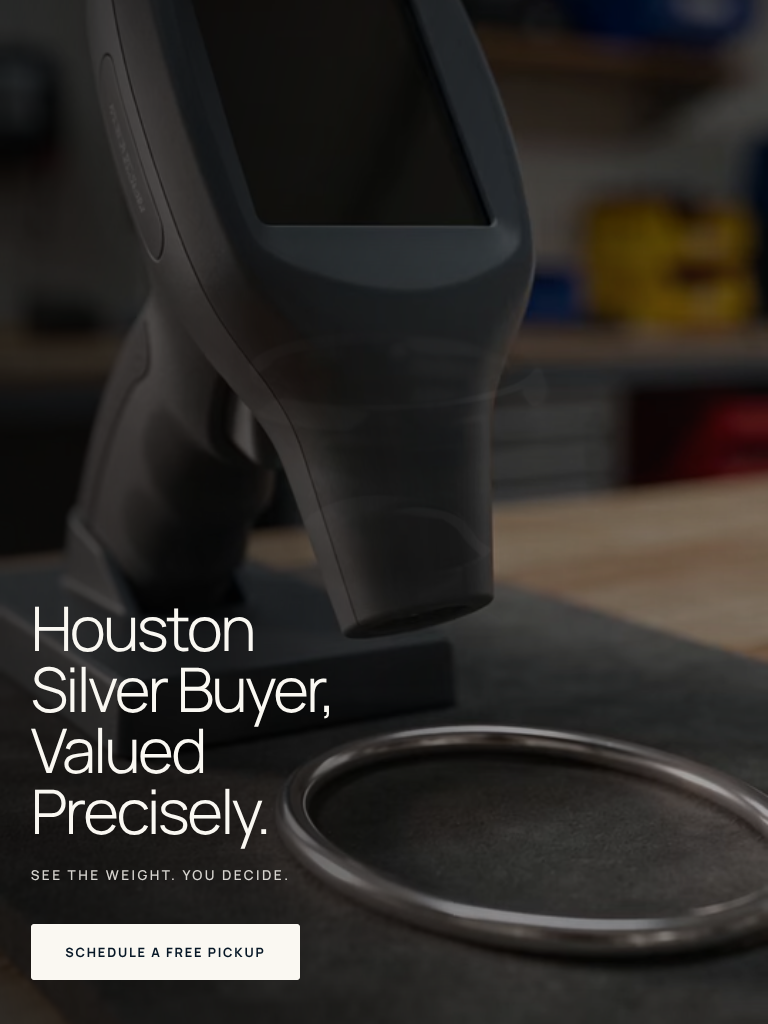 Houston
Silver Buyer,
Valued
Precisely.
SEE THE WEIGHT. YOU DECIDE.
SCHEDULE A FREE PICKUP